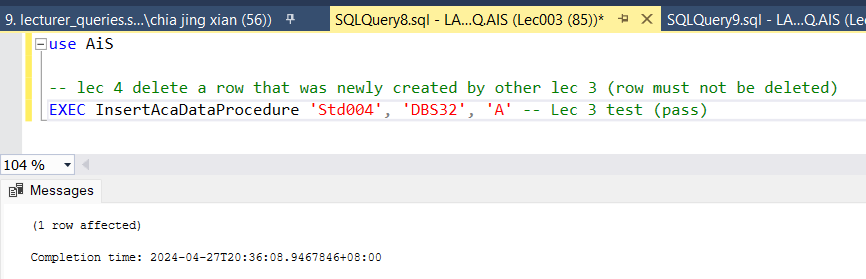 9. lecturer_queries.s...\chia jing xian (56))
SQLQuery8.sql - LA...Q.AIS (Lec003 (85))*
SQLQuery9.sql - LA...Q.AIS (Le
use AiS
-- lec 4 delete a row that was newly created by other lec 3 (row must not be deleted)
EXEC InsertAcaDataProcedure 'Std004', 'DBS32', 'A' -- Lec 3 test (pass)
104 %
Messages
(1 row affected)
Completion time: 2024-04-27T20:36:08.9467846+08:00